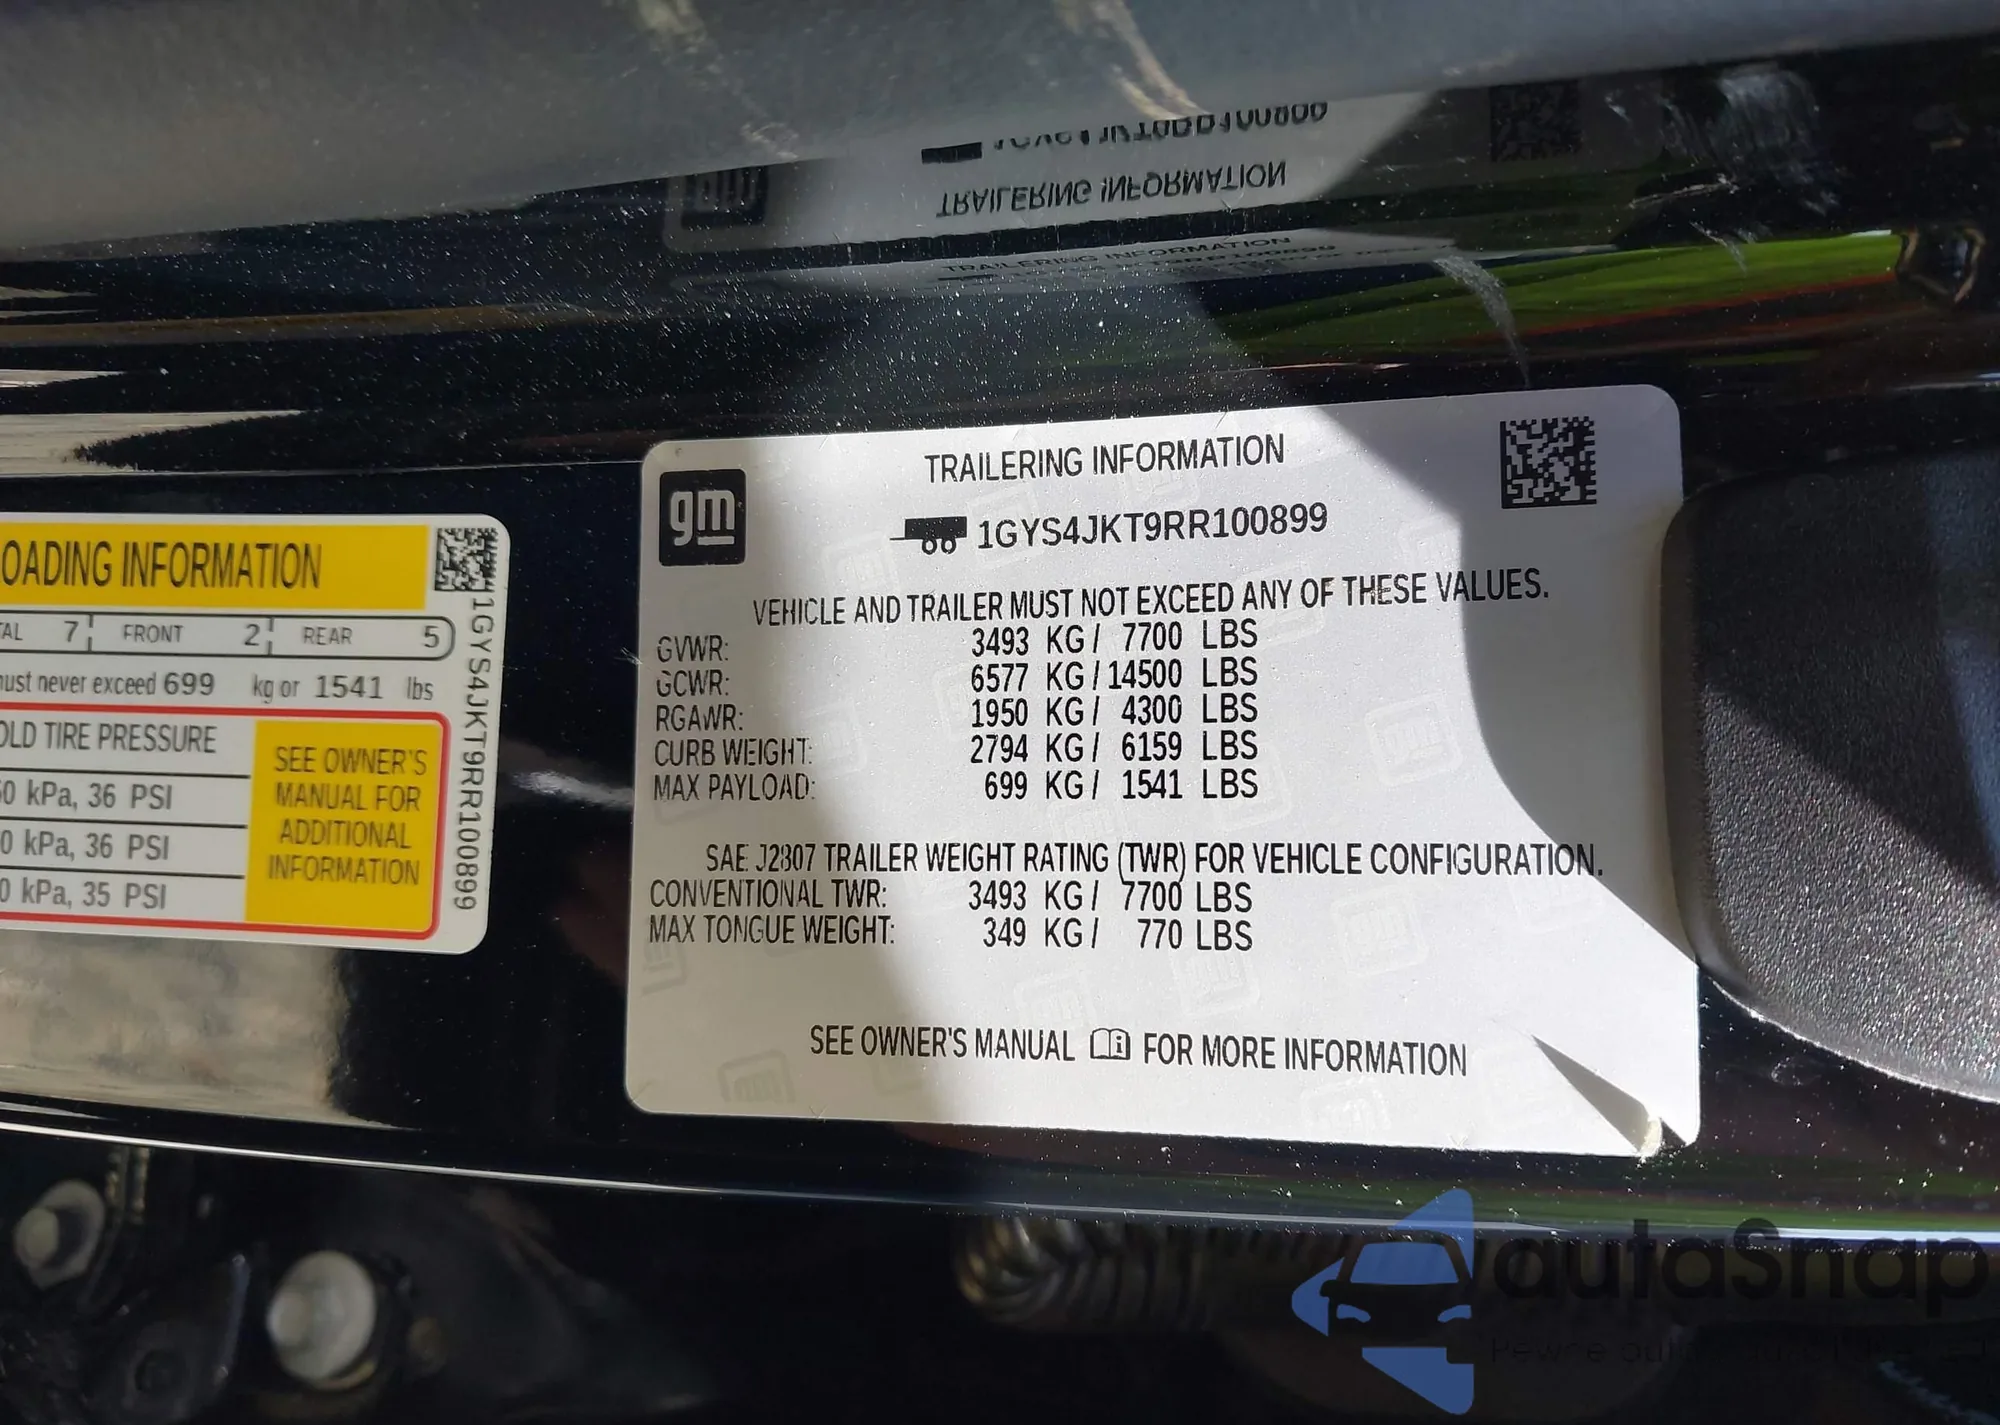 OADING INFORMATION
TAL 7 FRONT 2 REAR 5
must never exceed 699 kg or 1541 lbs
OLD TIRE PRESSURE
0 kPa, 36 PSI
0 kPa, 36 PSI
0 kPa, 35 PSI
SEE OWNER'S
MANUAL FOR
ADDITIONAL
INFORMATION
1GYS4JKT9RR100899
gm
TRAILERING INFORMATION
1GYS4JKT9RR100899
VEHICLE AND TRAILER MUST NOT EXCEED ANY OF THESE VALUES.
GVWR: 3493 KG/ 7700 LBS
GCWR: 6577 KG/ 14500 LBS
RGAWR: 1950 KG/ 4300 LBS
CURB WEIGHT: 2794 KG/ 6159 LBS
MAX PAYLOAD: 699 KG/ 1541 LBS
SAE J2807 TRAILER WEIGHT RATING (TWR) FOR VEHICLE CONFIGURATION.
CONVENTIONAL TWR: 3493 KG/ 7700 LBS
MAX TONGUE WEIGHT: 349 KG/ 770 LBS
SEE OWNER'S MANUAL FOR MORE INFORMATION
autaSnap